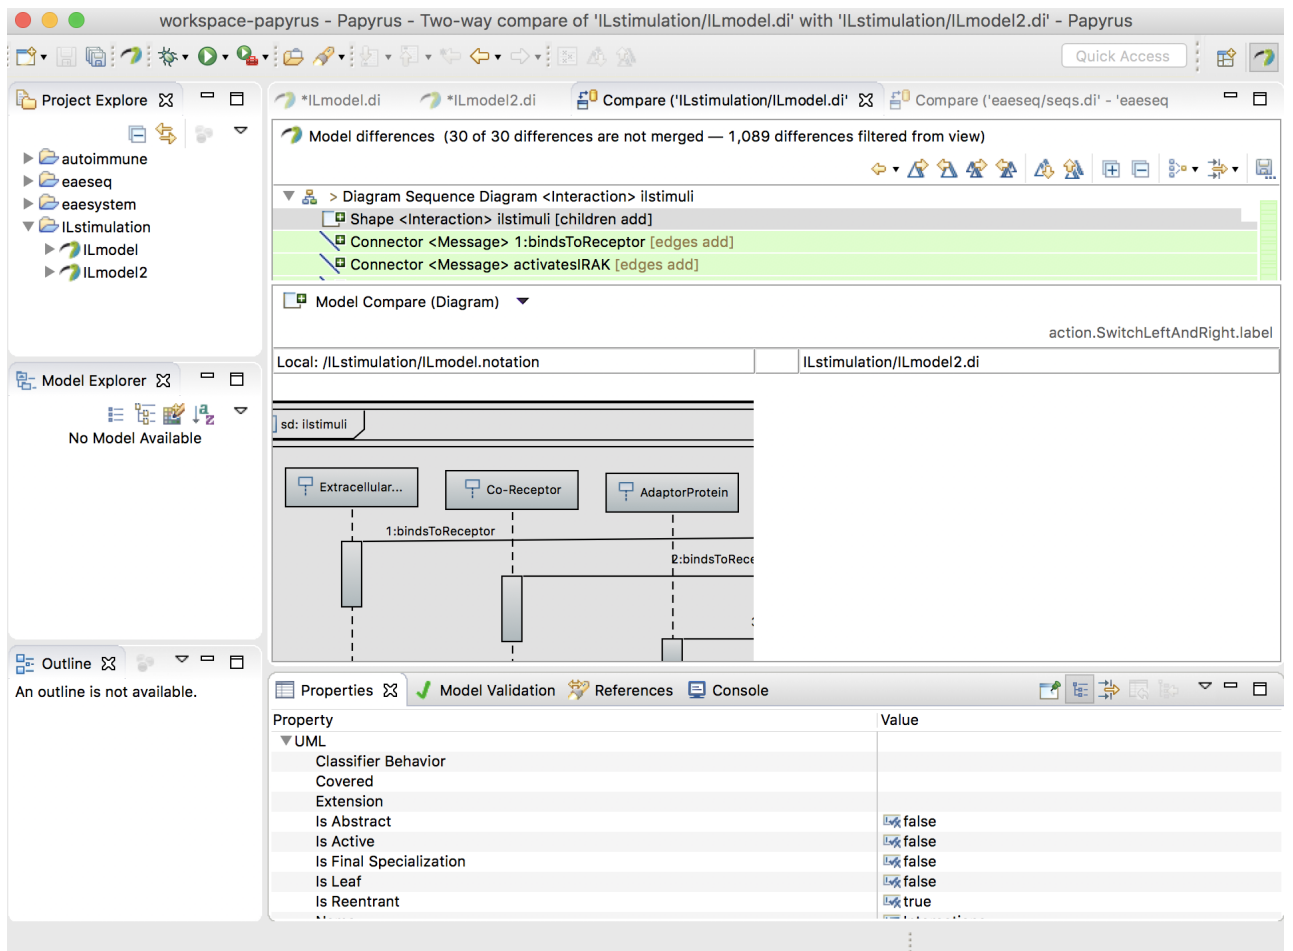 workspace-papyrus - Papyrus - Two-way compare of 'ILstimulation/ILmodel.di' with 'ILstimulation/ILmodel2.di' - Papyrus
Quick Access
Project Explore
*ILmodel.di
*ILmodel2.di
Compare ('ILstimulation/ILmodel.di'
Compare ('eaeseq/seqs.di' - 'eaeseq
Model differences (30 of 30 differences are not merged — 1,089 differences filtered from view)
autoimmune
eaeseq
eaesystem
ILstimulation
ILmodel
ILmodel2
> Diagram Sequence Diagram <Interaction> ilstimuli
Shape <Interaction> ilstimuli [children add]
Connector <Message> 1:bindsToReceptor [edges add]
Connector <Message> activatesIRAK [edges add]
Model Compare (Diagram)
action.SwitchLeftAndRight.label
Local: /ILstimulation/ILmodel.notation
ILstimulation/ILmodel2.di
Model Explorer
No Model Available
sd: ilstimuli
Extracellular...
Co-Receptor
AdaptorProtein
1:bindsToReceptor
2:bindsToRece
Outline
An outline is not available.
Properties
Model Validation
References
Console
Property Value
UML
Classifier Behavior
Covered
Extension
Is Abstract false
Is Active false
Is Final Specialization false
Is Leaf false
Is Reentrant true